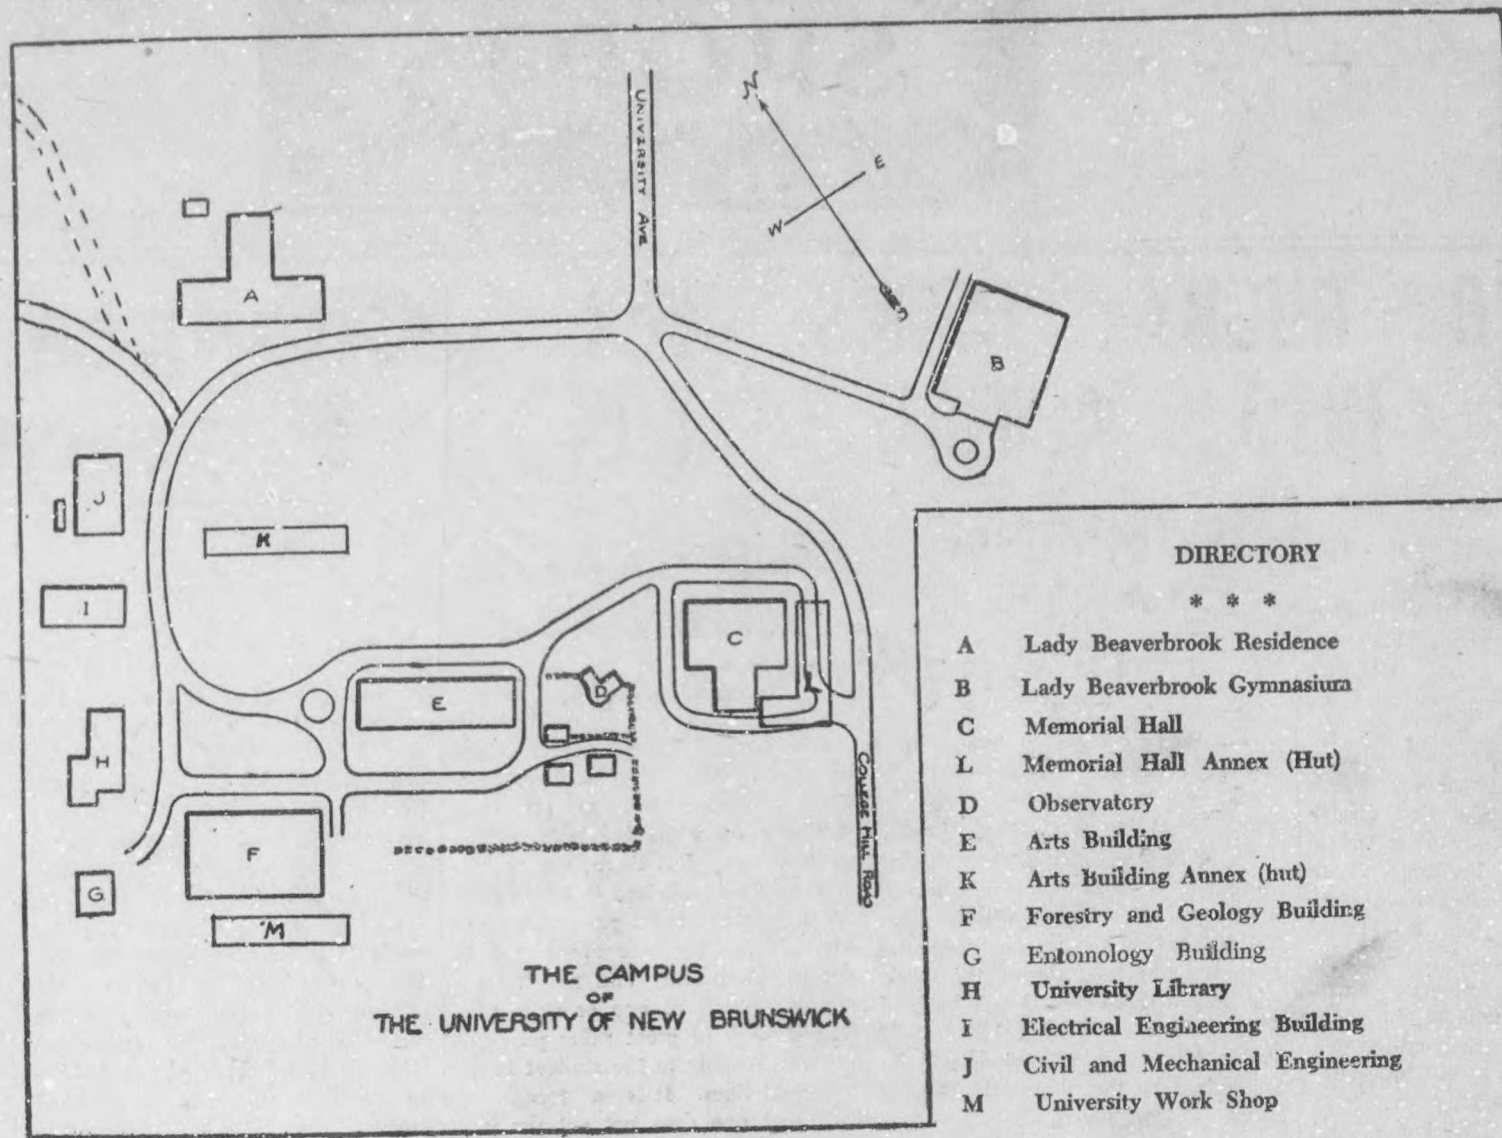 UNIVERSITY AVE
N
E
W
S
A
B
J
K
I
C
L
D
E
H
F
G
M
COLLEGE HILL ROAD
THE CAMPUS
OF
THE UNIVERSITY OF NEW BRUNSWICK
DIRECTORY
* * *
A Lady Beaverbrook Residence
B Lady Beaverbrook Gymnasium
C Memorial Hall
L Memorial Hall Annex (Hut)
D Observatory
E Arts Building
K Arts Building Annex (hut)
F Forestry and Geology Building
G Entomology Building
H University Library
I Electrical Engineering Building
J Civil and Mechanical Engineering
M University Work Shop